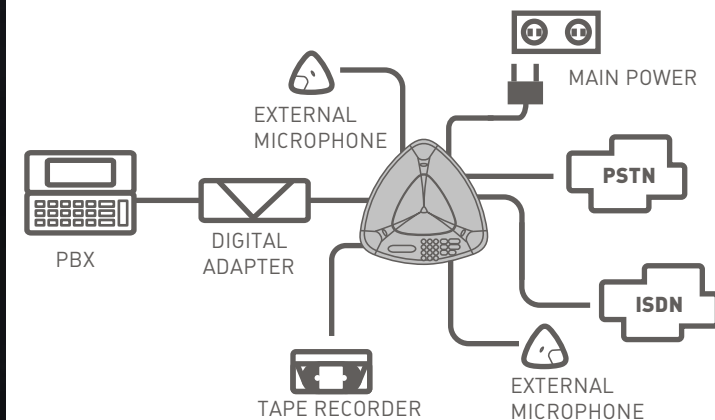 MAIN POWER
EXTERNAL
MICROPHONE
PSTN
PBX
DIGITAL
ADAPTER
ISDN
TAPE RECORDER
EXTERNAL
MICROPHONE